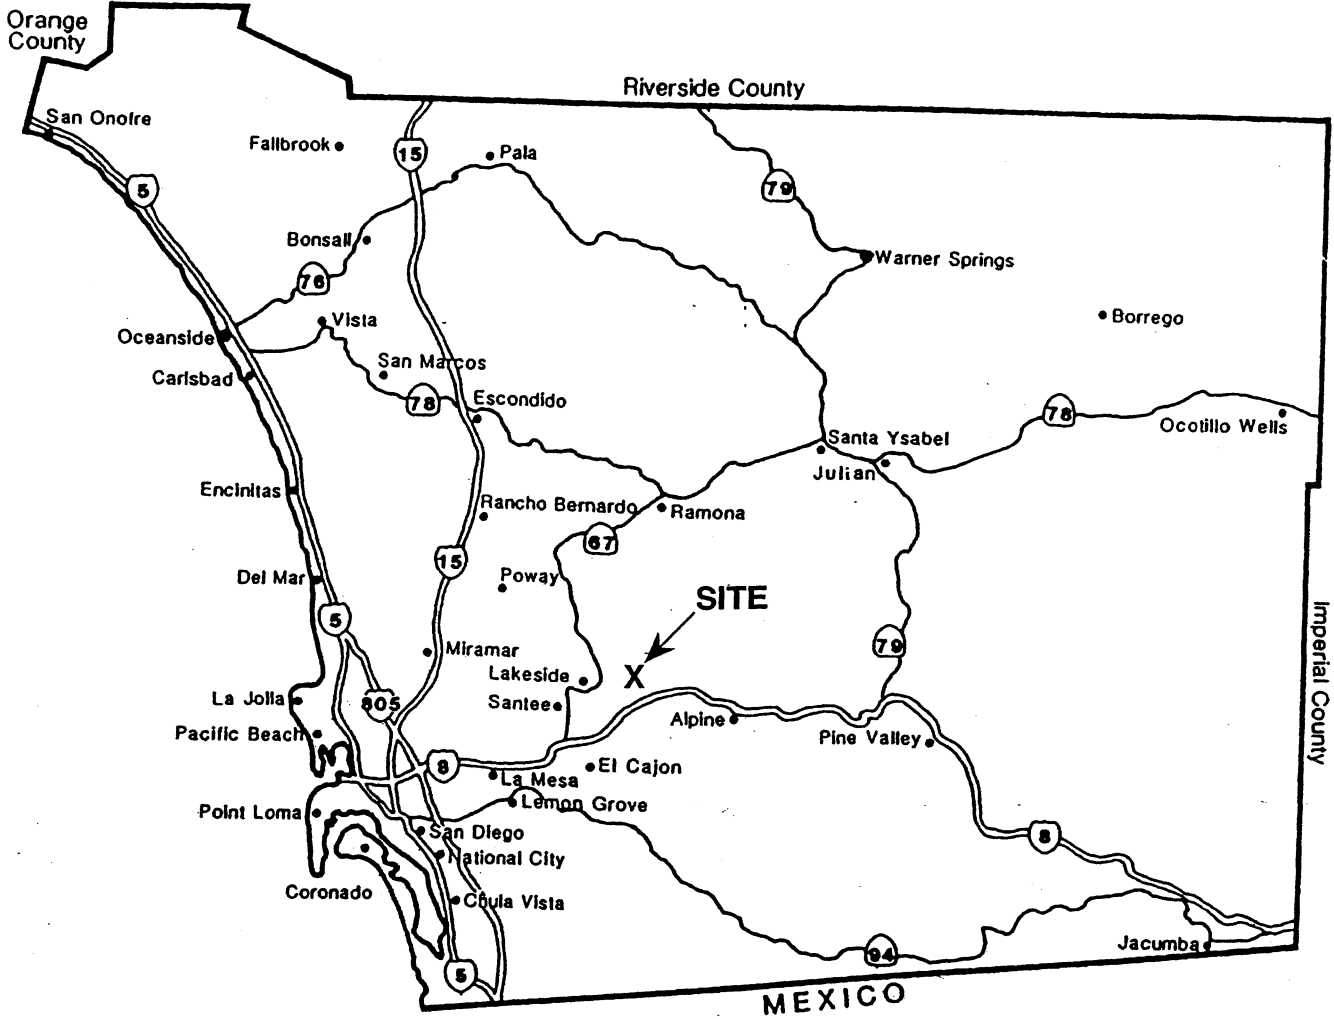 Orange
County
Riverside County
San Onofre
Fallbrook
15
Pala
5
79
Bonsall
Warner Springs
76
Vista
Borrego
Oceanside
San Marcos
Carlsbad
78
Escondido
78
Ocotillo Wells
Santa Ysabel
Julian
Encinitas
Rancho Bernardo
Ramona
67
15
Del Mar
Poway
SITE
5
Imperial County
79
Miramar
Lakeside
X
La Jolla
805
Santee
Alpine
Pacific Beach
Pine Valley
8
El Cajon
La Mesa
Point Loma
Lemon Grove
San Diego
8
National City
Coronado
Chula Vista
Jacumba
94
5
MEXICO